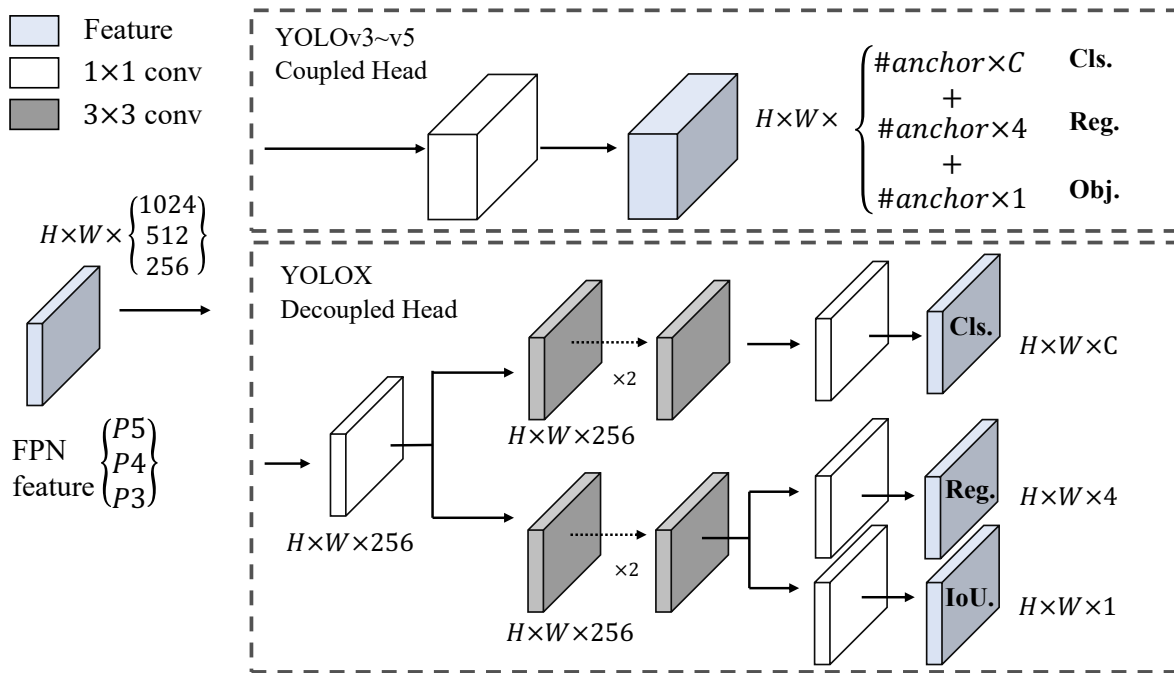 Feature
1×1 conv
3×3 conv
H×W×{1024
512
256}
FPN
feature
{P5
P4
P3}
YOLOv3~v5
Coupled Head
H×W×
{#anchor×C Cls.
+
#anchor×4 Reg.
+
#anchor×1 Obj.
YOLOX
Decoupled Head
H×W×256
×2
H×W×256
Cls.
H×W×C
×2
H×W×256
Reg.
H×W×4
IoU.
H×W×1